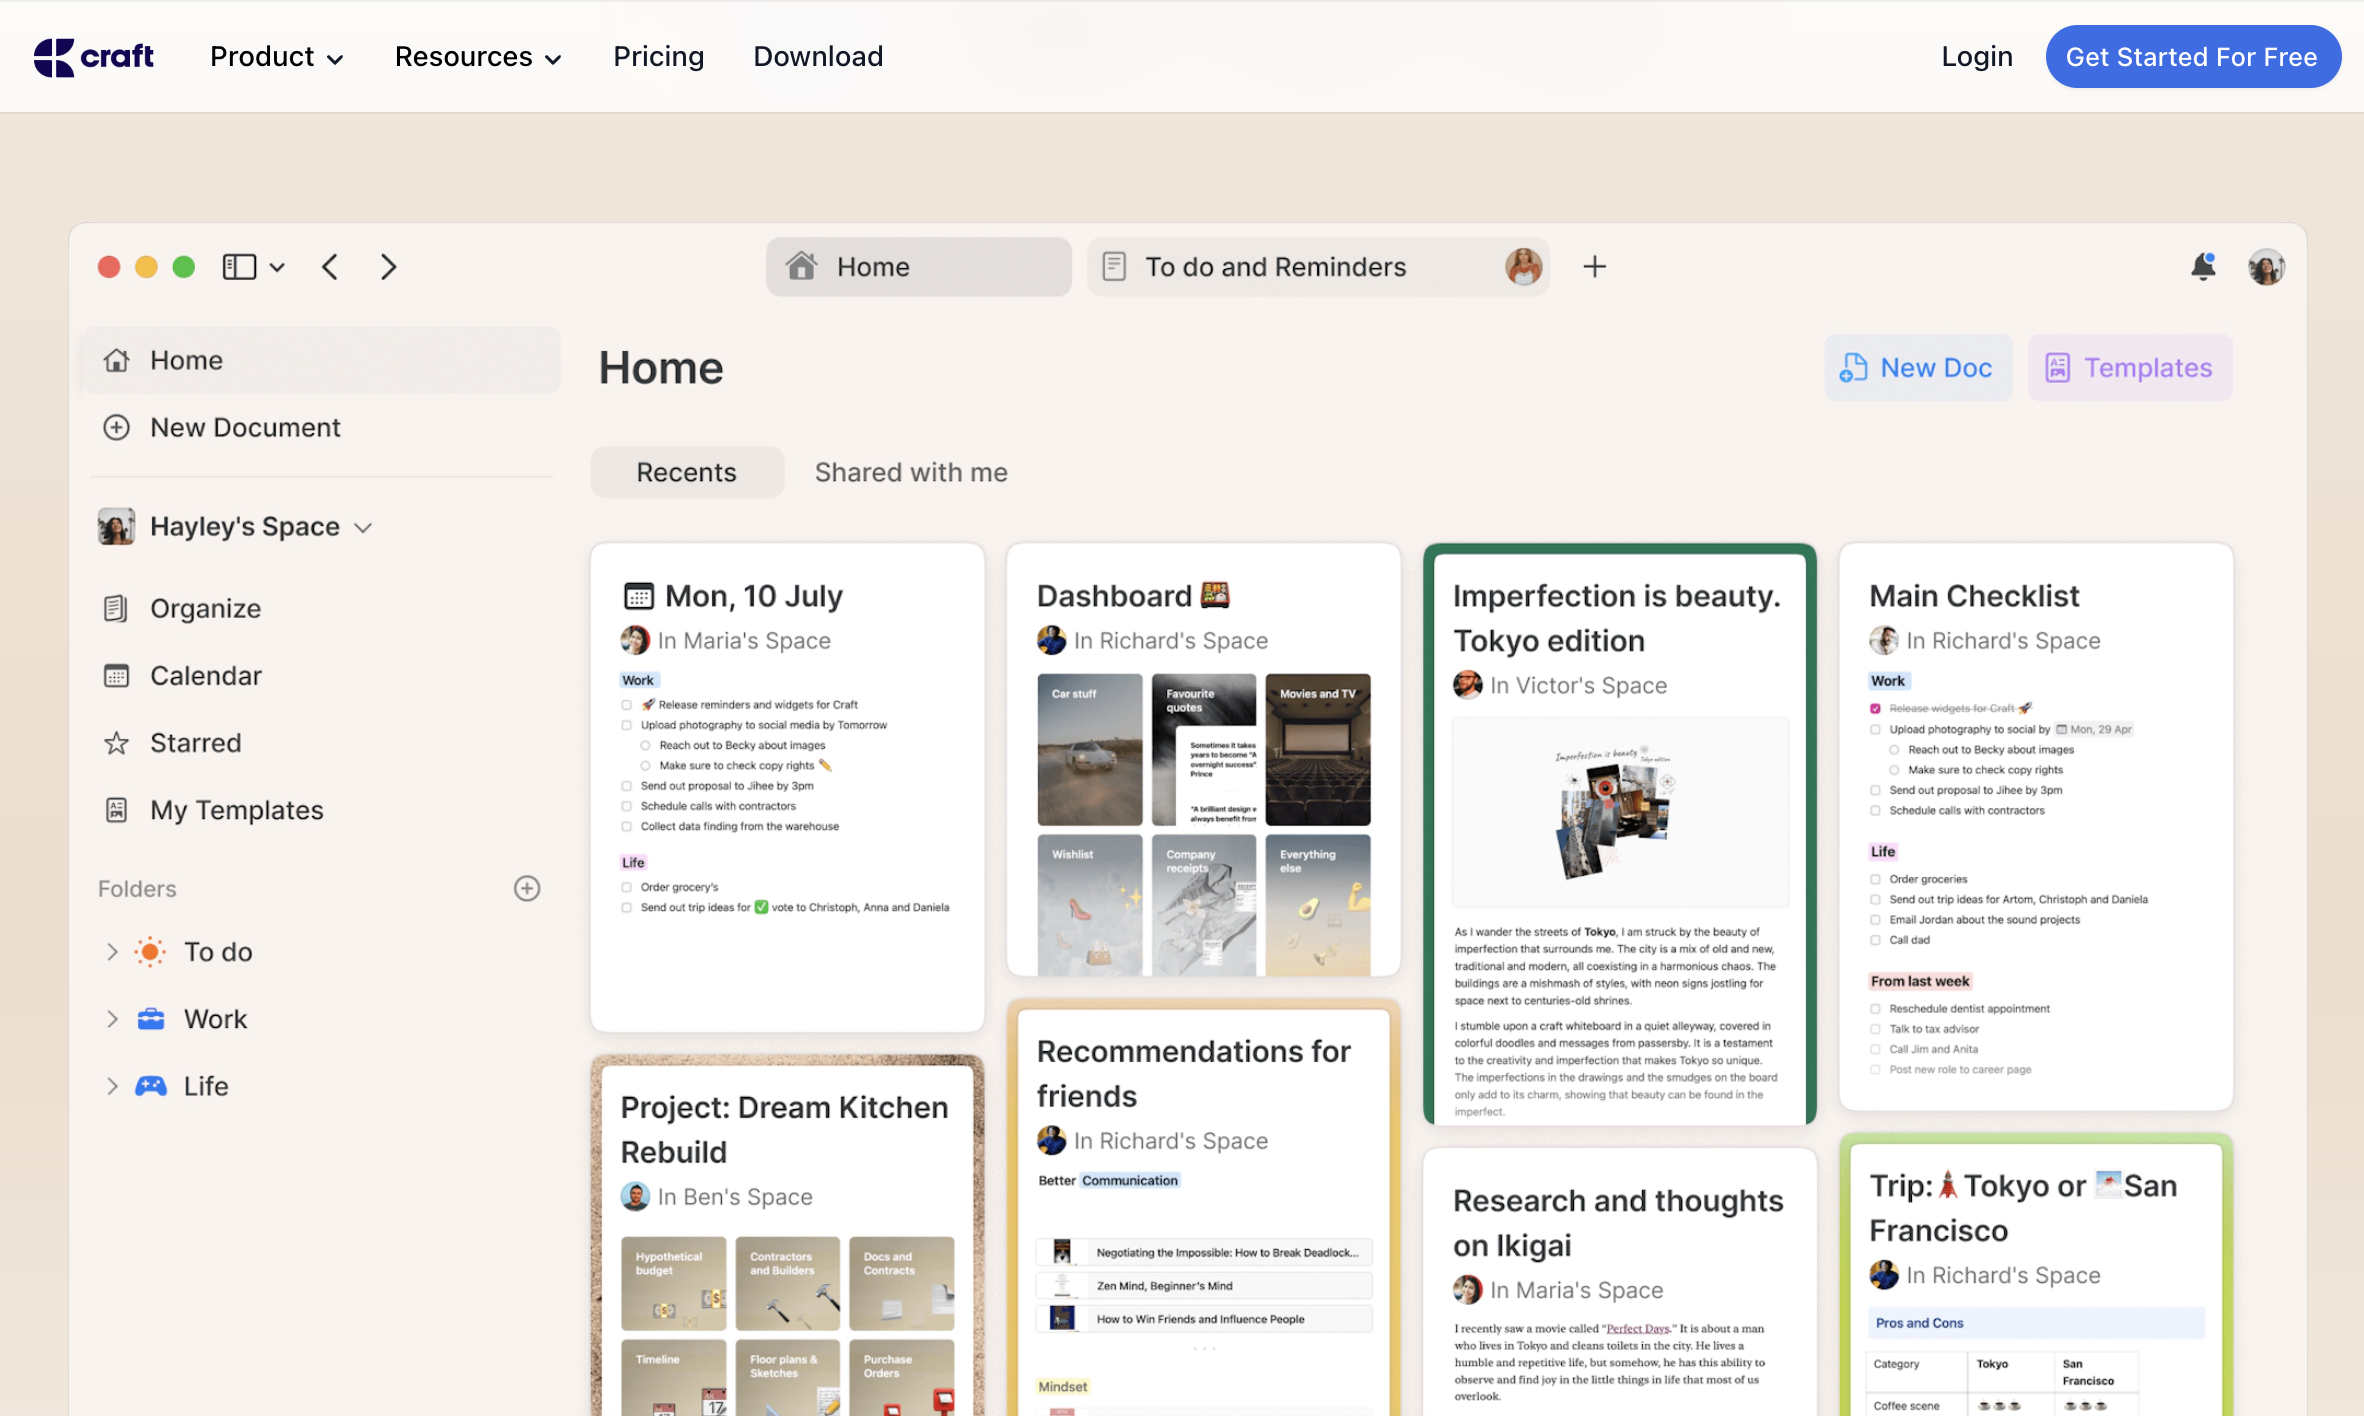 craft
Product
Resources
Pricing
Download
Login
Get Started For Free
Home
To do and Reminders
Home
New Document
Hayley's Space
Organize
Calendar
Starred
My Templates
Folders
To do
Work
Life
Home
New Doc
Templates
Recents
Shared with me
Mon, 10 July
In Maria's Space
Work
🚀 Release reminders and widgets for Craft
Upload photography to social media by Tomorrow
Reach out to Becky about images
Make sure to check copy rights ✏️
Send out proposal to Jihee by 3pm
Schedule calls with contractors
Collect data finding from the warehouse
Life
Order grocery's
Send out trip ideas for ✅ vote to Christoph, Anna and Daniela
Project: Dream Kitchen
Rebuild
In Ben's Space
Hypothetical
budget
Contractors
and Builders
Docs and
Contracts
Timeline
17
Floor plans &
Sketches
Purchase
Orders
Dashboard 🍱
In Richard's Space
Car stuff
Favourite
quotes
Sometimes it takes
years to become "A
overnight success".
Prince
"A brilliant design w
always benefit from
Movies and TV
Wishlist
Company
receipts
Everything
else
Recommendations for
friends
In Richard's Space
Better Communication
Negotiating the Impossible: How to Break Deadlock...
Zen Mind, Beginner's Mind
How to Win Friends and Influence People
Mindset
Imperfection is beauty.
Tokyo edition
In Victor's Space
Imperfection is beauty
Tokyo edition
As I wander the streets of Tokyo, I am struck by the beauty of
imperfection that surrounds me. The city is a mix of old and new,
traditional and modern, all coexisting in a harmonious chaos. The
buildings are a mishmash of styles, with neon signs jostling for
space next to centuries-old shrines.
I stumble upon a craft whiteboard in a quiet alleyway, covered in
colorful doodles and messages from passersby. It is a testament
to the creativity and imperfection that makes Tokyo so unique.
The imperfections in the drawings and the smudges on the board
only add to its charm, showing that beauty can be found in the
imperfect.
Research and thoughts
on Ikigai
In Maria's Space
I recently saw a movie called "Perfect Days." It is about a man
who lives in Tokyo and cleans toilets in the city. He lives a
humble and repetitive life, but somehow, he has this ability to
observe and find joy in the little things in life that most of us
overlook.
Main Checklist
In Richard's Space
Work
Release widgets for Craft 🚀
Upload photography to social by Mon, 29 Apr
Reach out to Becky about images
Make sure to check copy rights
Send out proposal to Jihee by 3pm
Schedule calls with contractors
Life
Order groceries
Send out trip ideas for Artom, Christoph and Daniela
Email Jordan about the sound projects
Call dad
From last week
Reschedule dentist appointment
Talk to tax advisor
Call Jim and Anita
Post new role to career page
Trip:🗼Tokyo or 🌁San
Francisco
In Richard's Space
Pros and Cons
Category
Tokyo
San
Francisco
Coffee scene
☕☕☕
☕☕☕